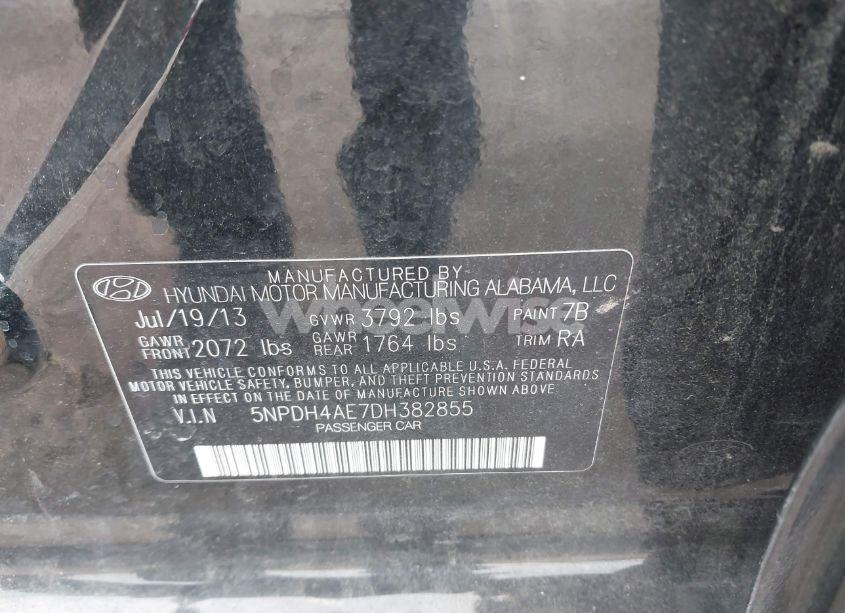 MANUFACTURED BY
HYUNDAI MOTOR MANUFACTURING ALABAMA, LLC
Jul/19/13 GVWR 3792 lbs PAINT 7B
GAWR FRONT 2072 lbs GAWR REAR 1764 lbs TRIM RA
THIS VEHICLE CONFORMS TO ALL APPLICABLE U.S.A. FEDERAL
MOTOR VEHICLE SAFETY, BUMPER, AND THEFT PREVENTION STANDARDS
IN EFFECT ON THE DATE OF MANUFACTURE SHOWN ABOVE.
V.I.N 5NPDH4AE7DH382855
PASSENGER CAR
WheelWise